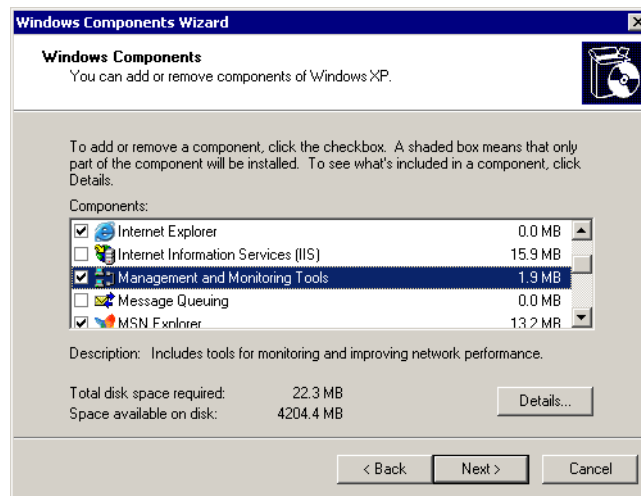 Windows Components Wizard
Windows Components
You can add or remove components of Windows XP.
To add or remove a component, click the checkbox. A shaded box means that only
part of the component will be installed. To see what's included in a component, click
Details.
Components:
Internet Explorer 0.0 MB
Internet Information Services (IIS) 15.9 MB
Management and Monitoring Tools 1.9 MB
Message Queuing 0.0 MB
MSN Explorer 13.2 MB
Description: Includes tools for monitoring and improving network performance.
Total disk space required: 22.3 MB
Space available on disk: 4204.4 MB
Details...
< Back Next > Cancel